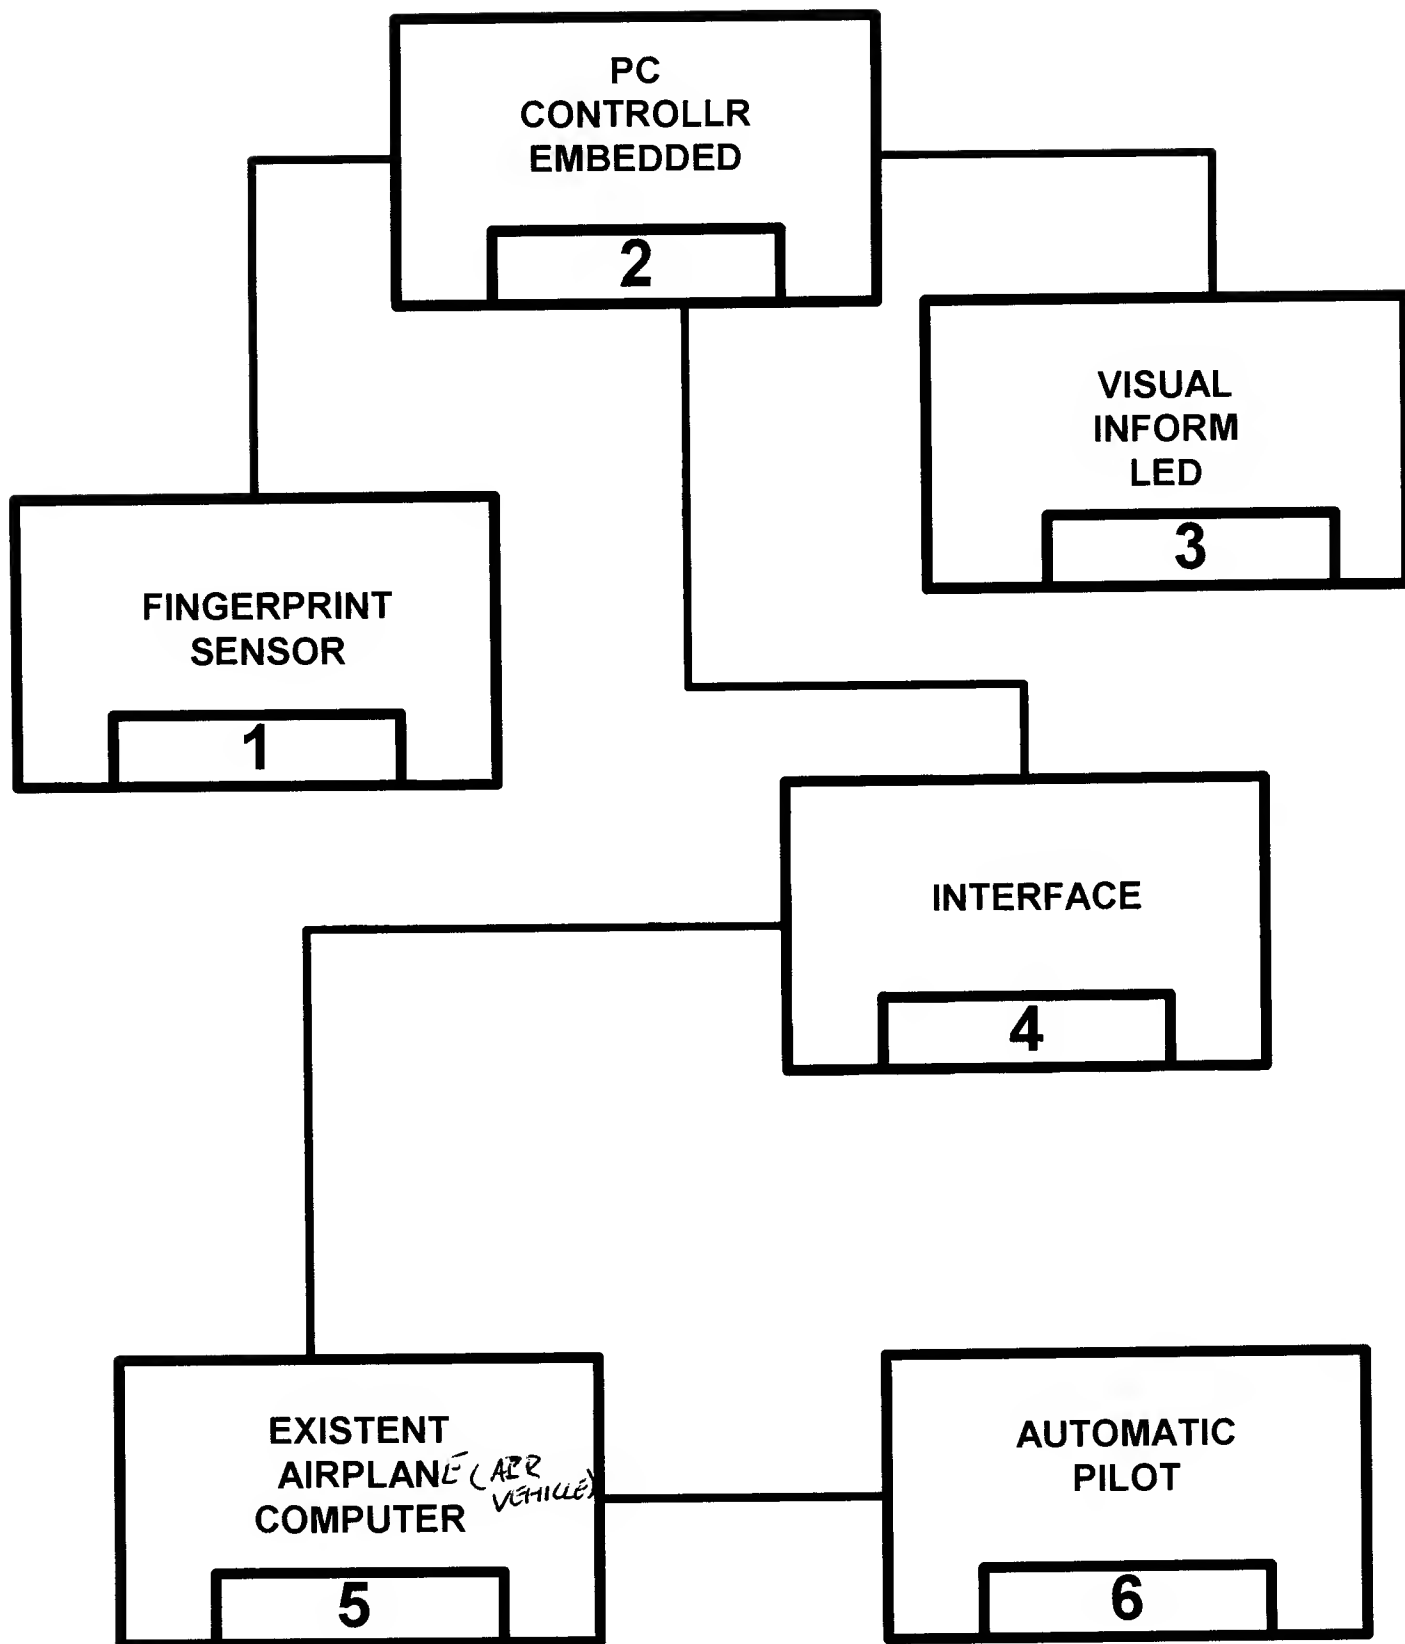 PC
CONTROLLR
EMBEDDED
2
VISUAL
INFORM
LED
3
FINGERPRINT
SENSOR
1
INTERFACE
4
EXISTENT
AIRPLANE (AER
VEHICLE)
COMPUTER
5
AUTOMATIC
PILOT
6